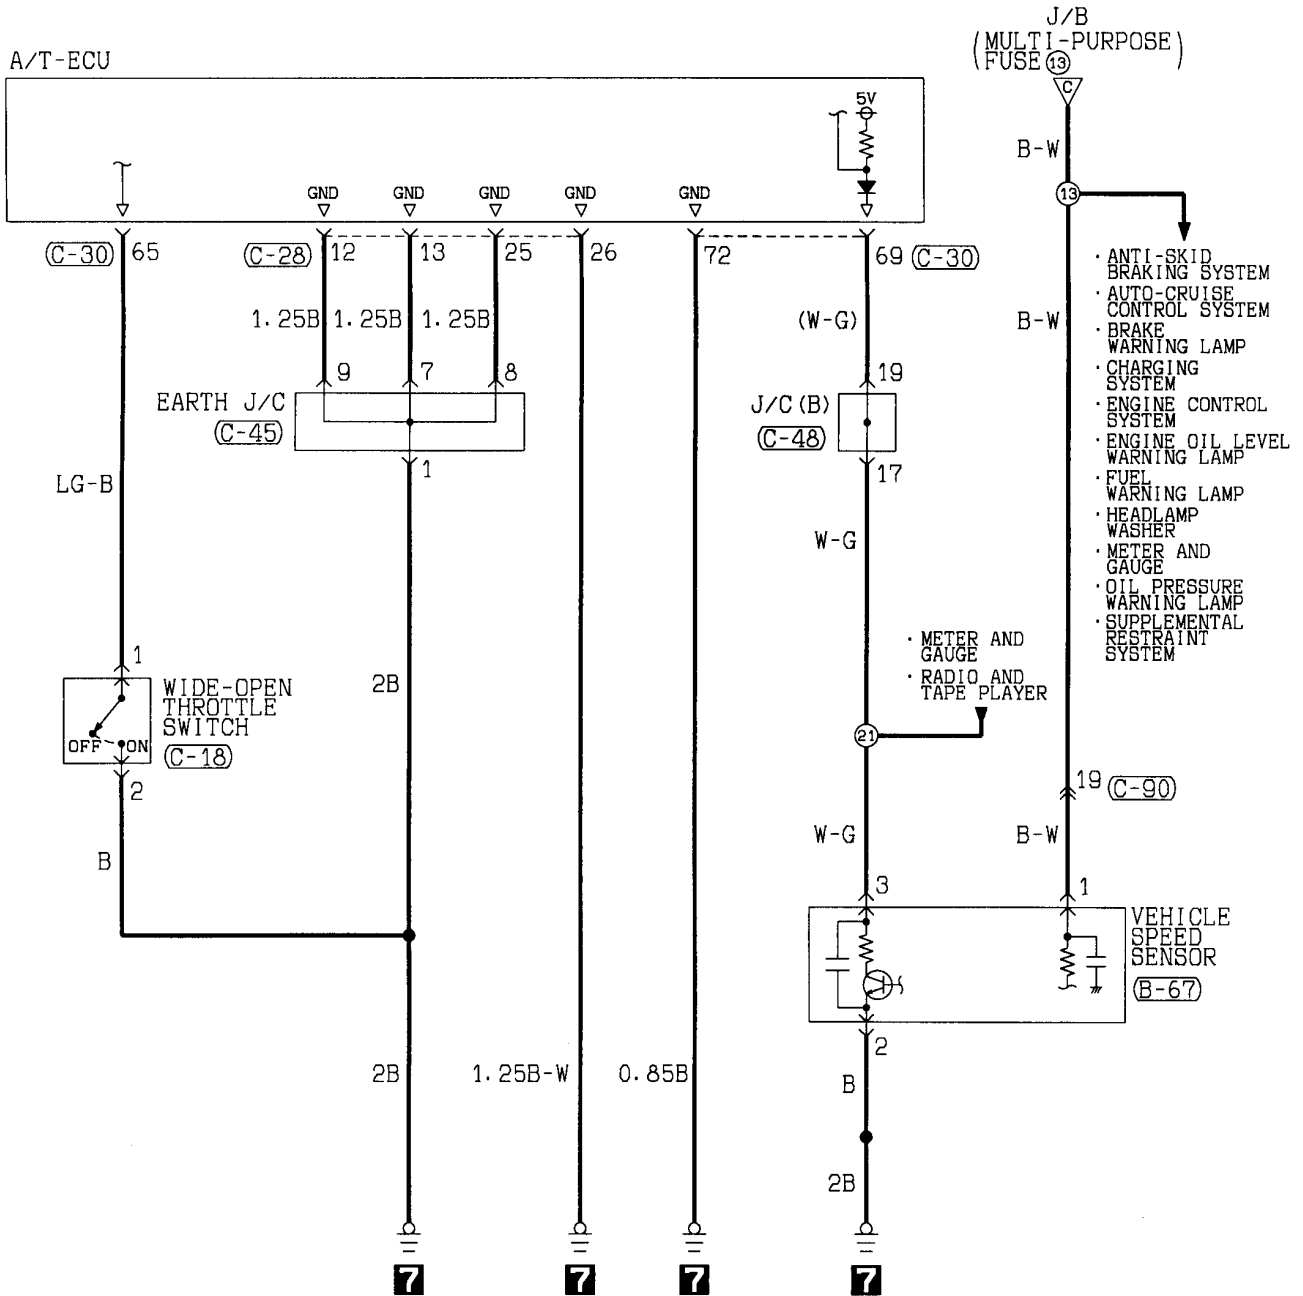 J/B
(MULTI-PURPOSE)
FUSE 13
A/T-ECU
C
5V
B-W
GND GND GND GND GND
13
(C-30) 65 (C-28) 12 13 25 26 72 69 (C-30)
· ANTI-SKID
BRAKING SYSTEM
· AUTO-CRUISE
CONTROL SYSTEM
· BRAKE
WARNING LAMP
· CHARGING
SYSTEM
· ENGINE CONTROL
SYSTEM
· ENGINE OIL LEVEL
WARNING LAMP
· FUEL
WARNING LAMP
· HEADLAMP
WASHER
· METER AND
GAUGE
· OIL PRESSURE
WARNING LAMP
· SUPPLEMENTAL
RESTRAINT
SYSTEM
1.25B 1.25B 1.25B (W-G) B-W
9 7 8 19
EARTH J/C
(C-45)
J/C(B)
(C-48)
1 17
LG-B
W-G
· METER AND
GAUGE
· RADIO AND
TAPE PLAYER
1
WIDE-OPEN
THROTTLE
SWITCH
(C-18)
OFF ON
2B
21
2
19 (C-90)
B
W-G B-W
3 1
VEHICLE
SPEED
SENSOR
(B-67)
2
2B 1.25B-W 0.85B B
2B
7 7 7 7